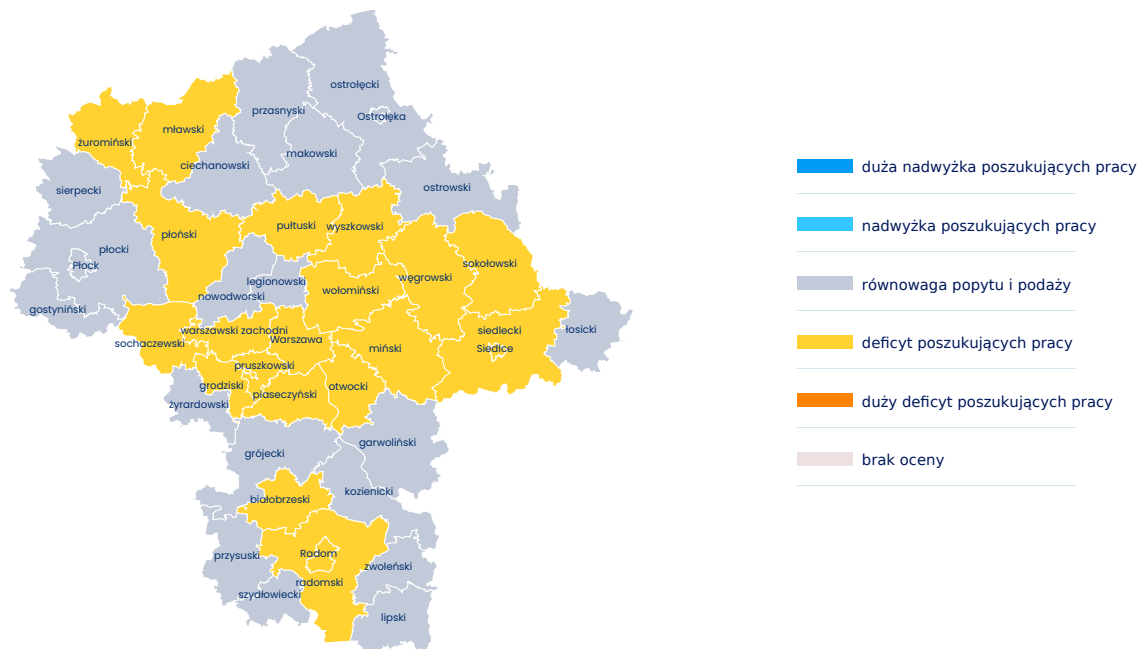 ostrołęcki
przasnyski
Ostrołęka
mławski
żuromiński
makowski
ciechanowski
sierpecki
ostrowski
pułtuski
wyszkowski
płoński
płocki
Płock
sokołowski
węgrowski
legionowski
wołomiński
nowodworski
gostyniński
warszawski zachodni
siedlecki
łosicki
Warszawa
sochaczewski
miński
Siedlce
pruszkowski
grodziski
otwocki
piaseczyński
żyrardowski
garwoliński
grójecki
kozienicki
białobrzeski
Radom
przysuski
zwoleński
radomski
szydłowiecki
lipski
duża nadwyżka poszukujących pracy
nadwyżka poszukujących pracy
równowaga popytu i podaży
deficyt poszukujących pracy
duży deficyt poszukujących pracy
brak oceny